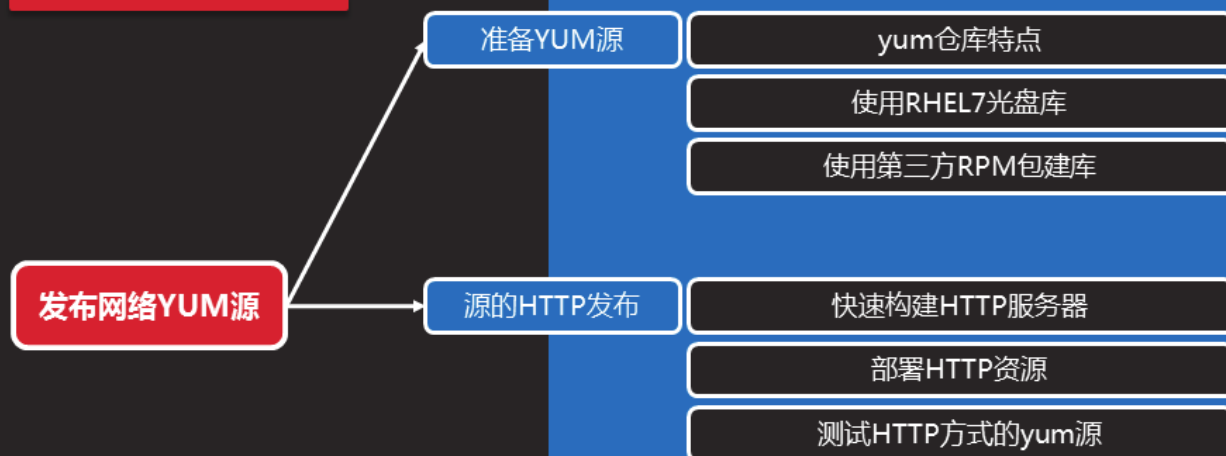 发布网络YUM源
准备YUM源
yum仓库特点
使用RHEL7光盘库
使用第三方RPM包建库
源的HTTP发布
快速构建HTTP服务器
部署HTTP资源
测试HTTP方式的yum源